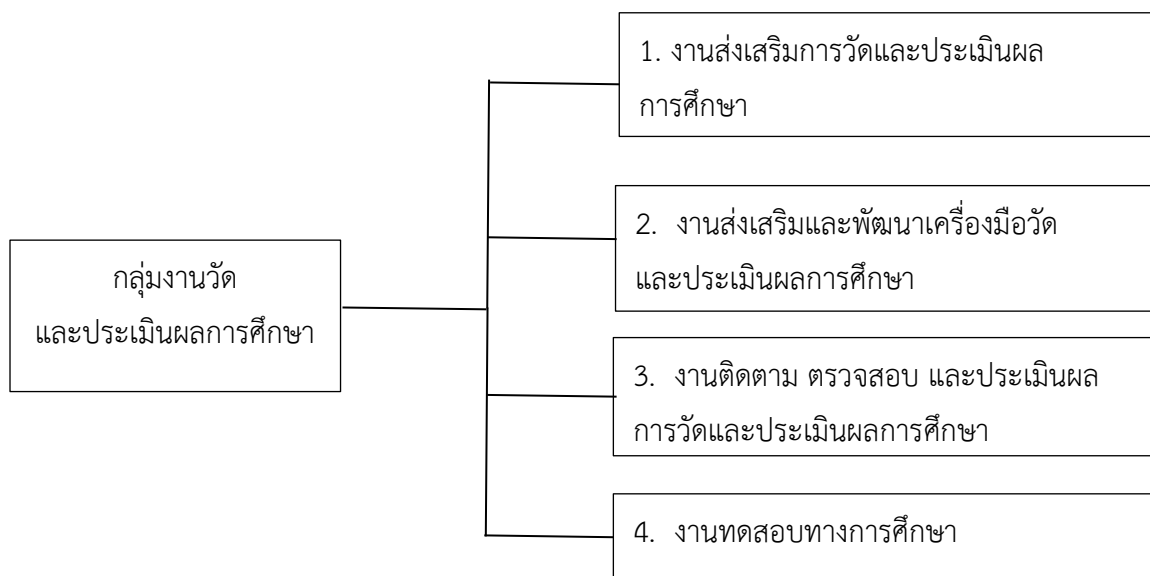 กลุ่มงานวัด
และประเมินผลการศึกษา
1. งานส่งเสริมการวัดและประเมินผล
การศึกษา
2. งานส่งเสริมและพัฒนาเครื่องมือวัด
และประเมินผลการศึกษา
3. งานติดตาม ตรวจสอบ และประเมินผล
การวัดและประเมินผลการศึกษา
4. งานทดสอบทางการศึกษา